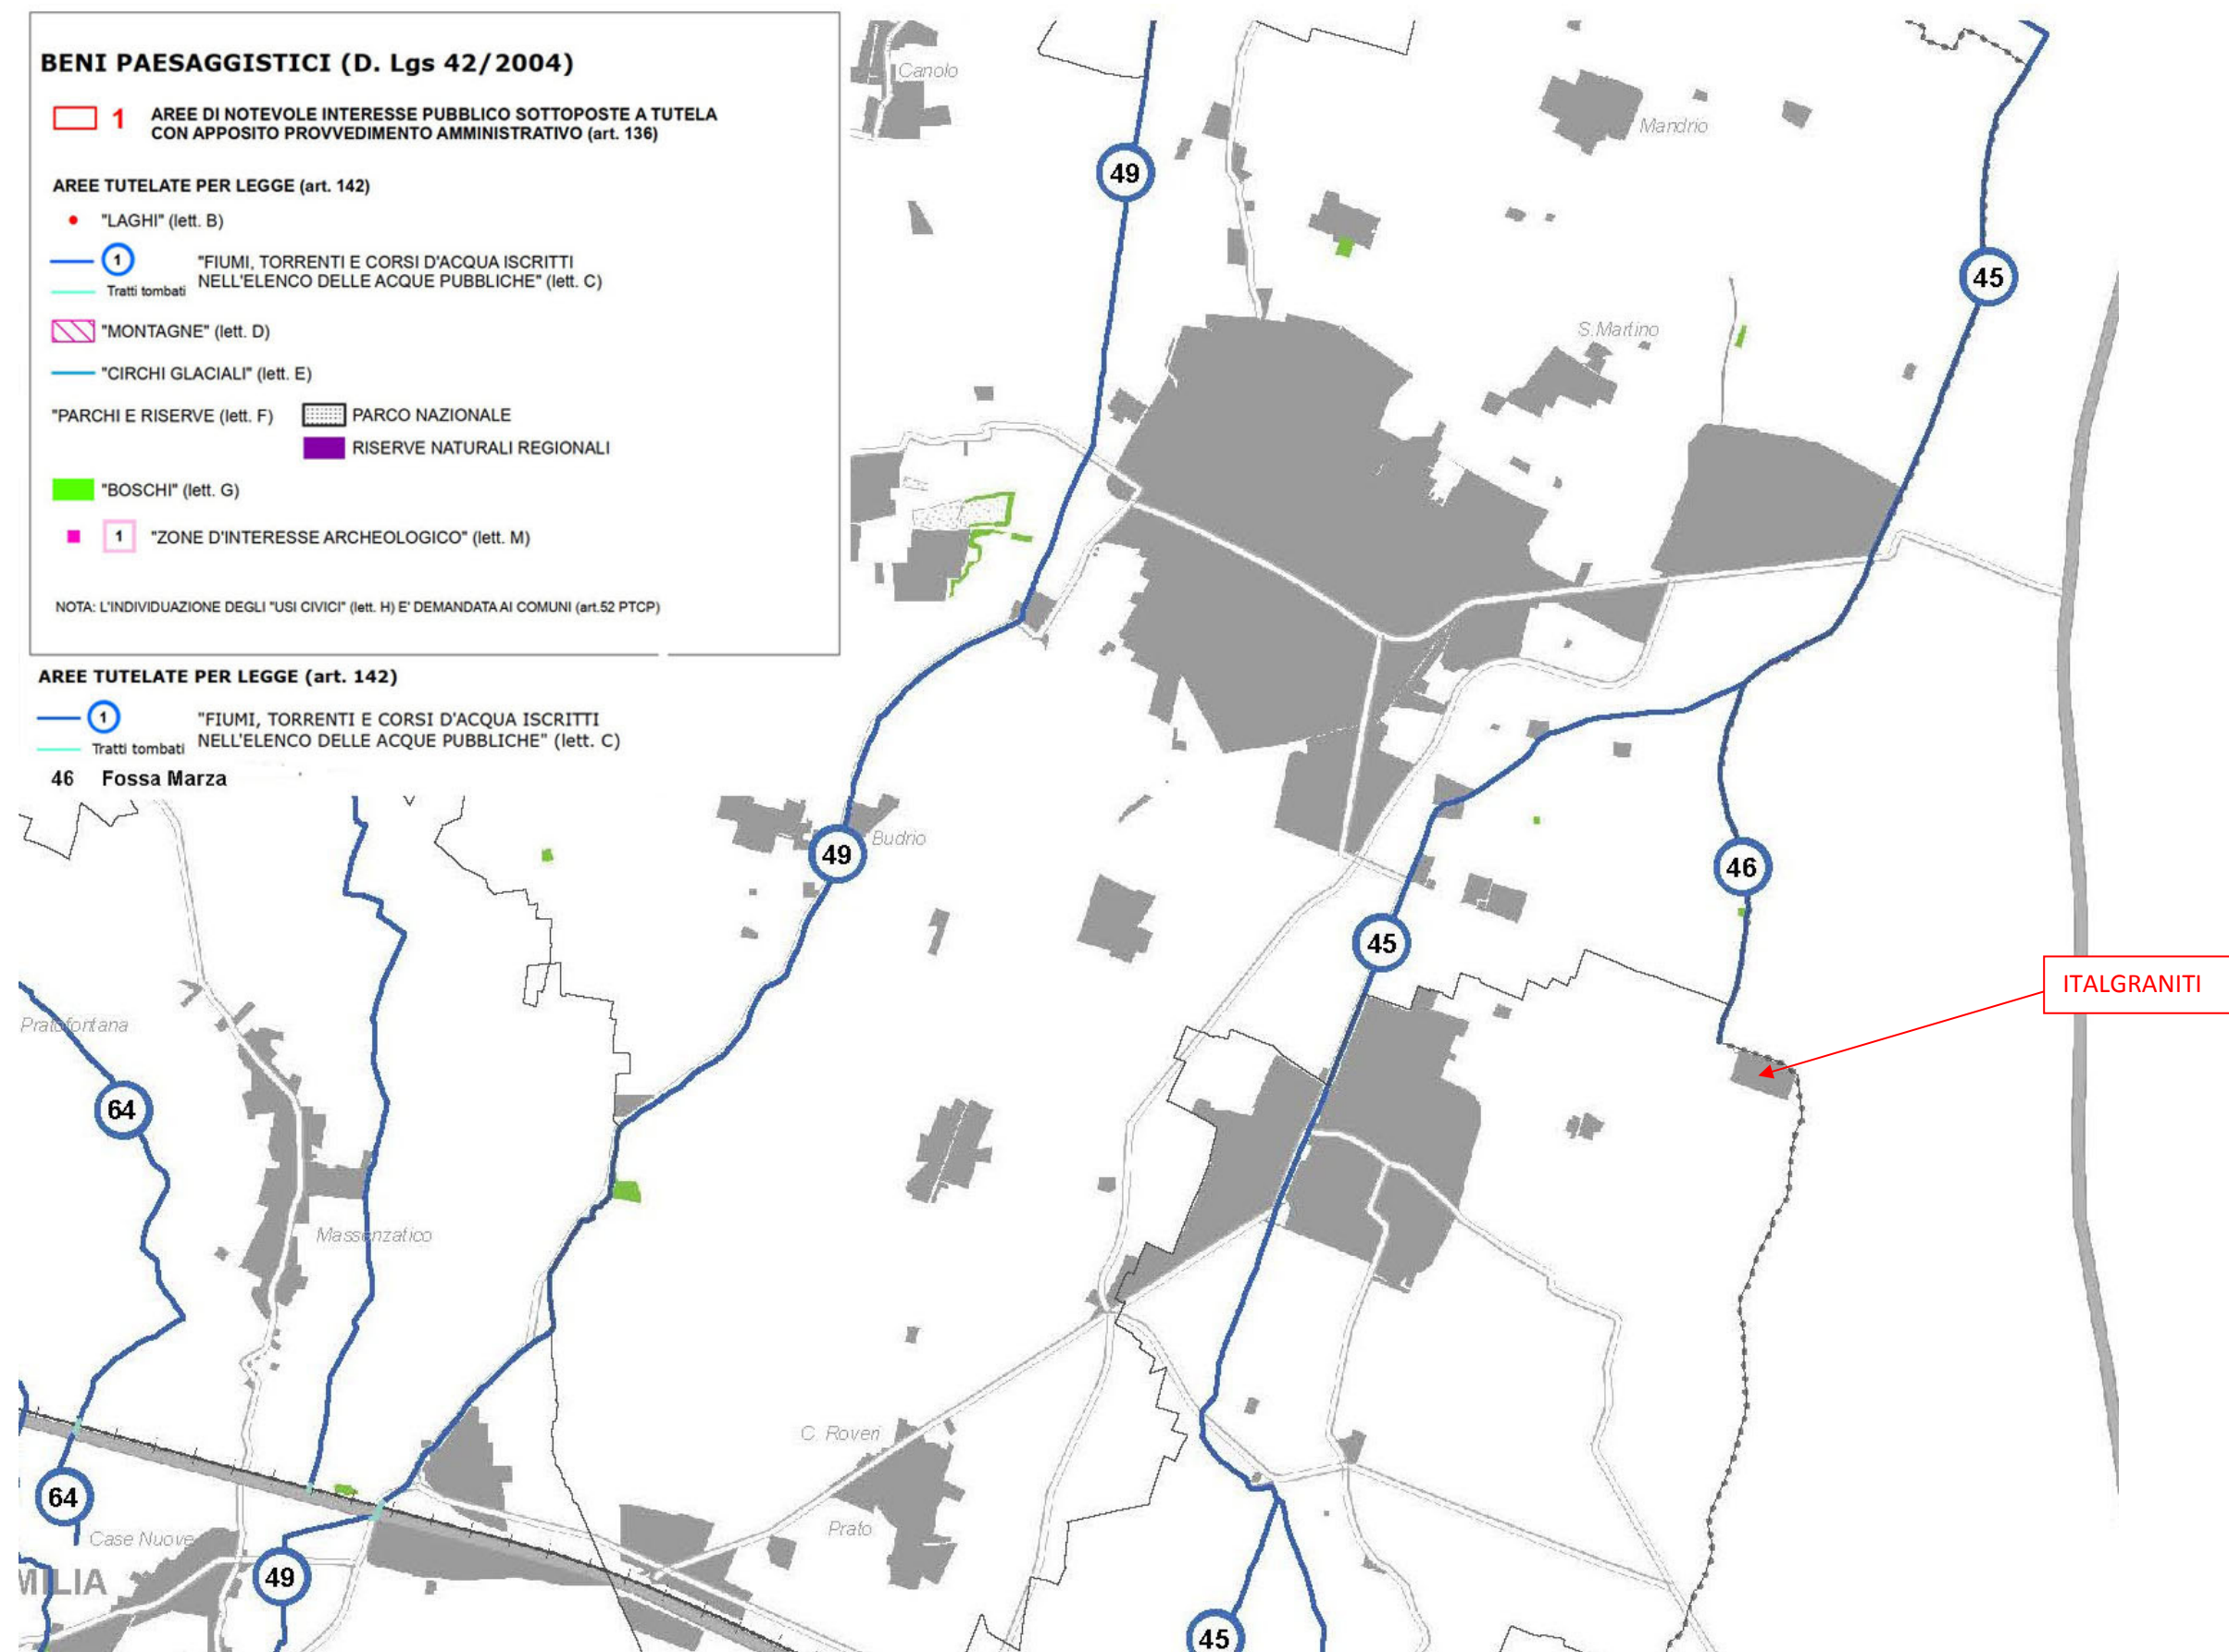 BENI PAESAGGISTICI (D. Lgs 42/2004)
1 AREE DI NOTEVOLE INTERESSE PUBBLICO SOTTOPOSTE A TUTELA
CON APPOSITO PROVVEDIMENTO AMMINISTRATIVO (art. 136)
AREE TUTELATE PER LEGGE (art. 142)
"LAGHI" (lett. B)
1 "FIUMI, TORRENTI E CORSI D'ACQUA ISCRITTI
Tratti tombati NELL'ELENCO DELLE ACQUE PUBBLICHE" (lett. C)
"MONTAGNE" (lett. D)
"CIRCHI GLACIALI" (lett. E)
"PARCHI E RISERVE (lett. F) PARCO NAZIONALE
RISERVE NATURALI REGIONALI
"BOSCHI" (lett. G)
1 "ZONE D'INTERESSE ARCHEOLOGICO" (lett. M)
NOTA: L'INDIVIDUAZIONE DEGLI "USI CIVICI" (lett. H) E' DEMANDATA AI COMUNI (art.52 PTCP)
AREE TUTELATE PER LEGGE (art. 142)
1 "FIUMI, TORRENTI E CORSI D'ACQUA ISCRITTI
Tratti tombati NELL'ELENCO DELLE ACQUE PUBBLICHE" (lett. C)
46 Fossa Marza
Canolo
Mandrio
49
45
S.Martino
Budrio
49
46
45
ITALGRANITI
Pratofontana
64
Massenzatico
C. Roveri
64
Prato
Case Nuove
49
MILIA
45